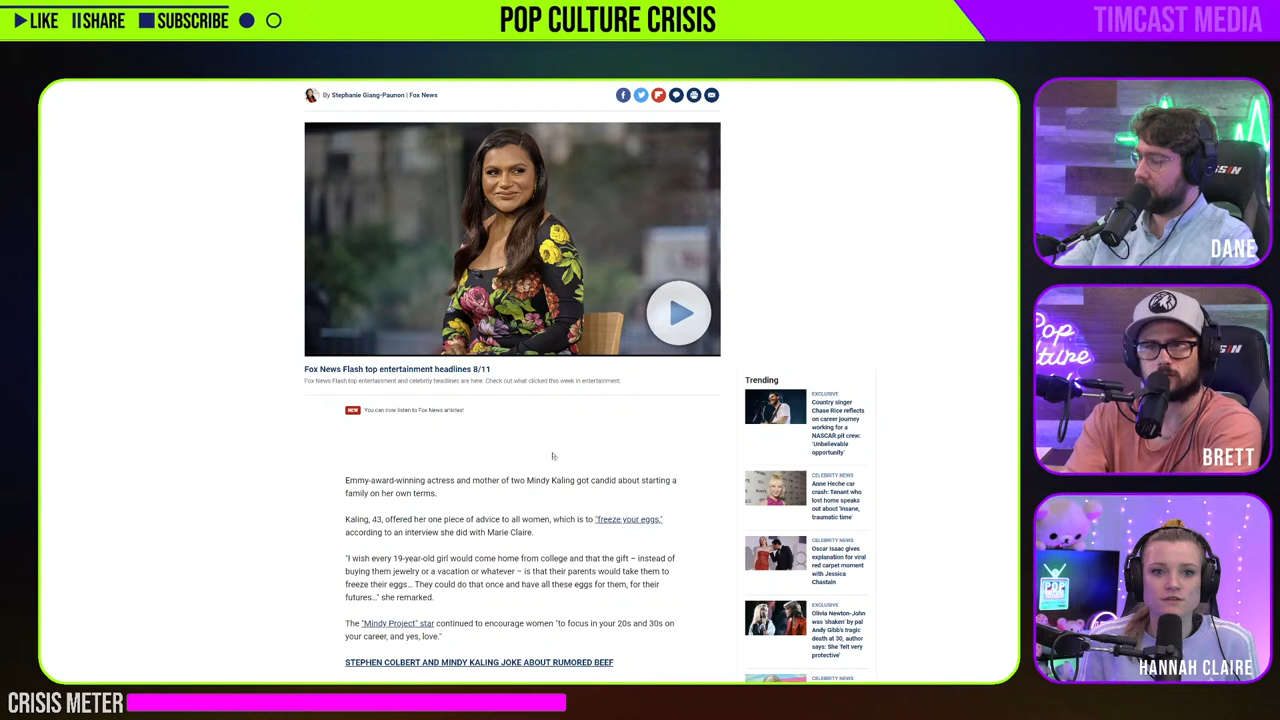 LIKE SHARE SUBSCRIBE
POP CULTURE CRISIS
TIMCAST MEDIA
By Stephanie Giang-Paunon | Fox News
Fox News Flash top entertainment headlines 8/11
Fox News Flash top entertainment and celebrity headlines are here. Check out what clicked this week in entertainment.
NEW You can now listen to Fox News articles!
Emmy-award-winning actress and mother of two Mindy Kaling got candid about starting a
family on her own terms.
Kaling, 43, offered her one piece of advice to all women, which is to "freeze your eggs,"
according to an interview she did with Marie Claire.
"I wish every 19-year-old girl would come home from college and that the gift – instead of
buying them jewelry or a vacation or whatever – is that their parents would take them to
freeze their eggs... They could do that once and have all these eggs for them, for their
futures..." she remarked.
The "Mindy Project" star continued to encourage women "to focus in your 20s and 30s on
your career, and yes, love."
STEPHEN COLBERT AND MINDY KALING JOKE ABOUT RUMORED BEEF
Trending
EXCLUSIVE
Country singer
Chase Rice reflects
on career journey
working for a
NASCAR pit crew:
'Unbelievable
opportunity'
CELEBRITY NEWS
Anne Heche car
crash: Tenant who
lost home speaks
out about 'insane,
traumatic time'
CELEBRITY NEWS
Oscar Isaac gives
explanation for viral
red carpet moment
with Jessica
Chastain
EXCLUSIVE
Olivia Newton-John
was 'shaken' by pal
Andy Gibb's tragic
death at 30, author
says: She 'felt very
protective'
CELEBRITY NEWS
DANE
Pop
BRETT
POP
HANNAH CLAIRE
CRISIS METER